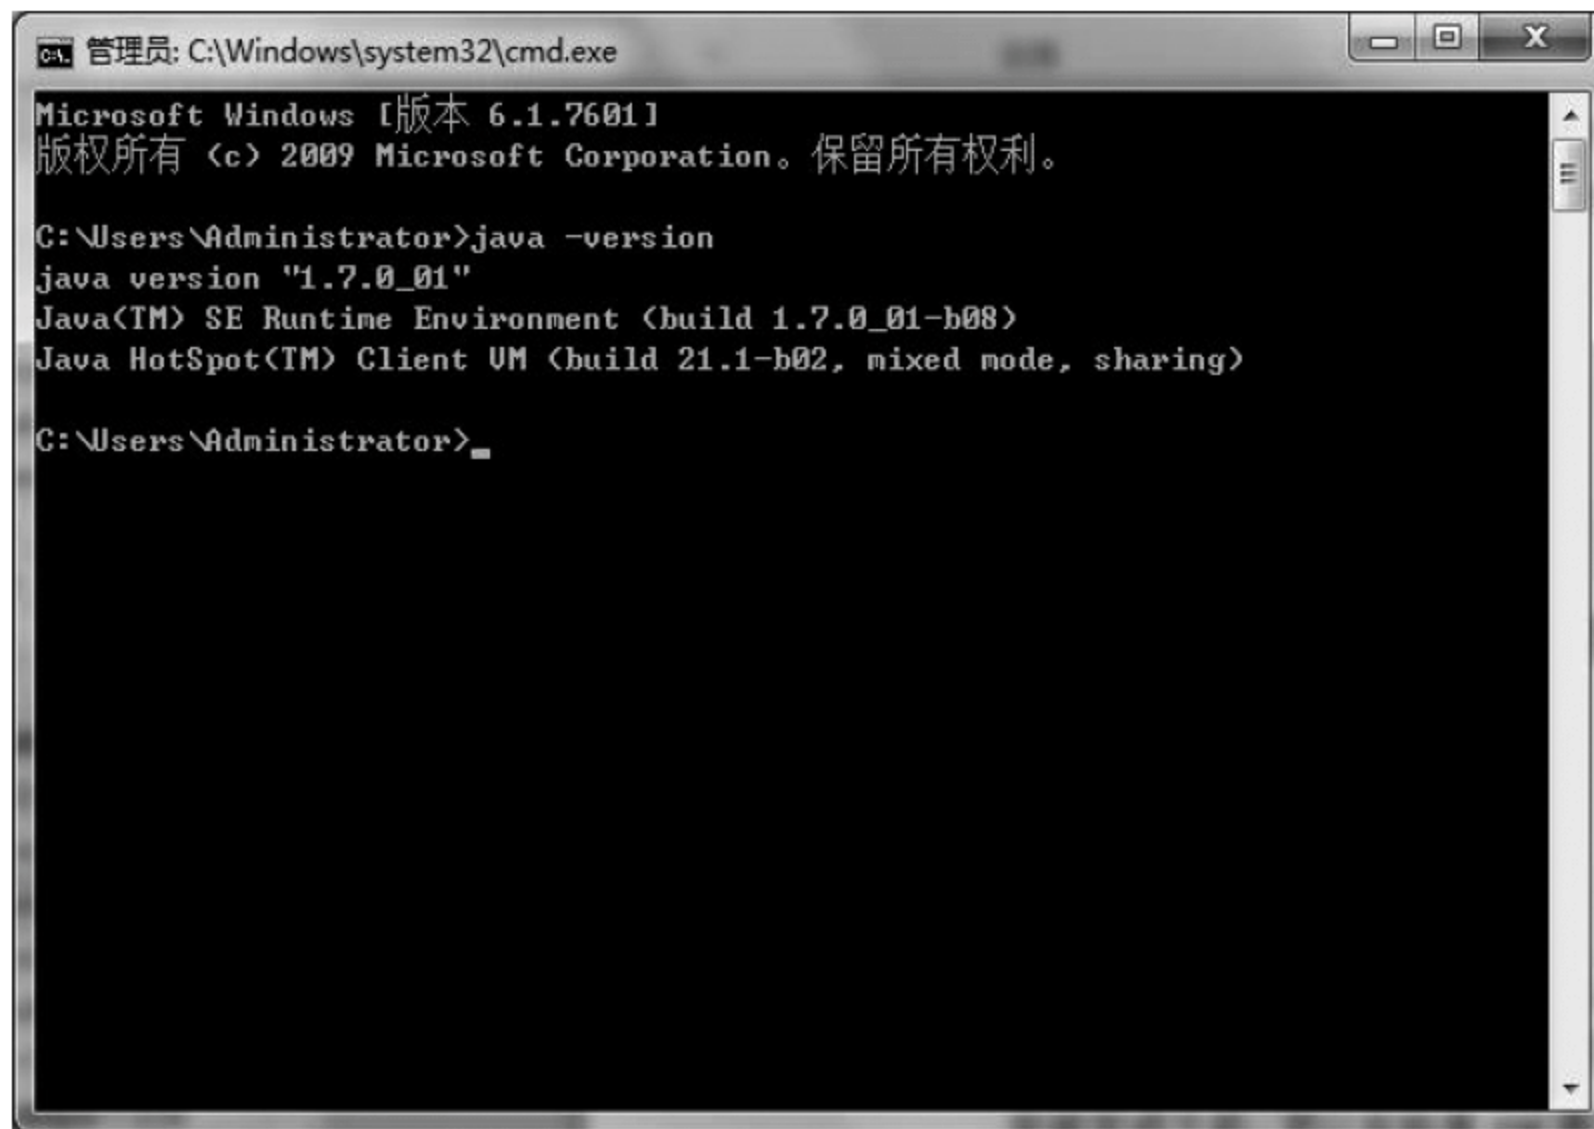 管理员: C:\Windows\system32\cmd.exe
Microsoft Windows [版本 6.1.7601]
版权所有 (c) 2009 Microsoft Corporation。保留所有权利。
C:\Users\Administrator>java -version
java version "1.7.0_01"
Java(TM) SE Runtime Environment (build 1.7.0_01-b08)
Java HotSpot(TM) Client VM (build 21.1-b02, mixed mode, sharing)
C:\Users\Administrator>